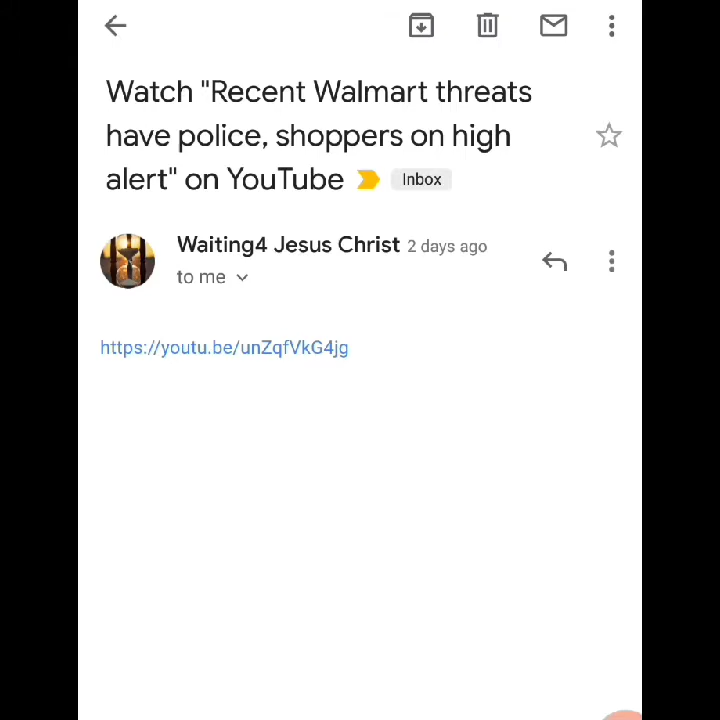 Watch "Recent Walmart threats
have police, shoppers on high
alert" on YouTube Inbox
Waiting4 Jesus Christ 2 days ago
to me
https://youtu.be/unZqfVkG4jg